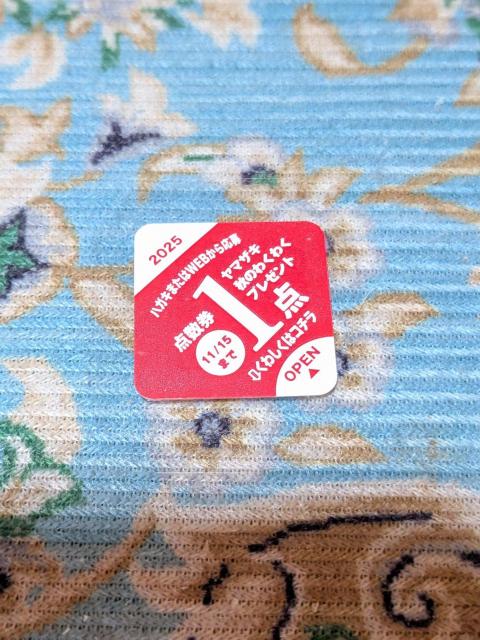 2025
ハガキまたはWEBから応募
ヤマザキ
秋のわくわく
プレゼント
点数券
1点
11/15
まで
くわしくはコチラ
OPEN